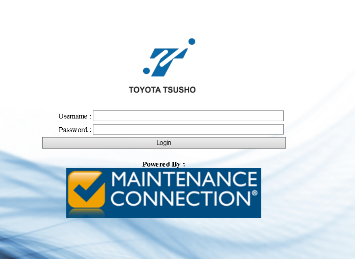 TOYOTA TSUSHO
Username :
Password :
Login
Powered By :
MAINTENANCE
CONNECTION®